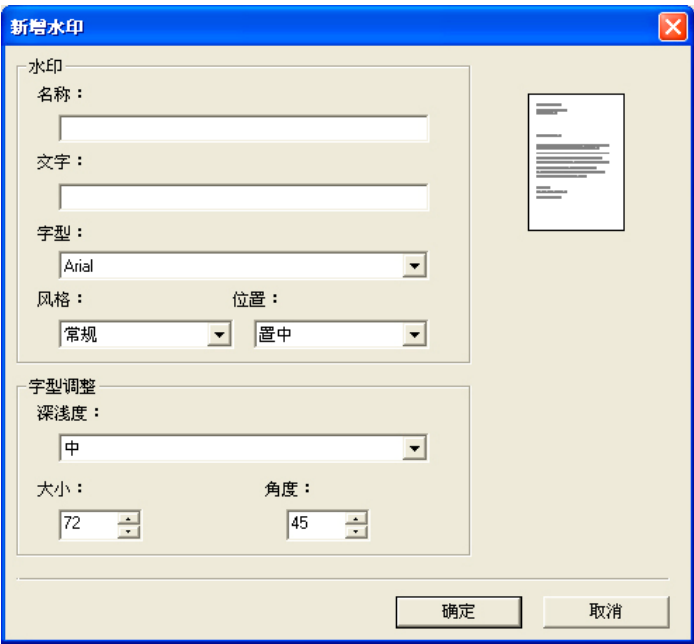 新增水印
水印
名称：
文字：
字型：
Arial
风格：
位置：
常规
置中
字型调整
深浅度：
中
大小：
角度：
72
45
确定
取消